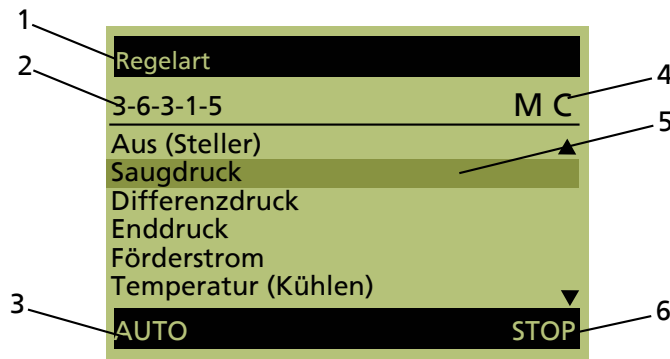 1
Regelart
2
3-6-3-1-5 M C
4
Aus (Steller) ▲
5
Saugdruck
Differenzdruck
Enddruck
Förderstrom
Temperatur (Kühlen) ▼
3
AUTO STOP
6